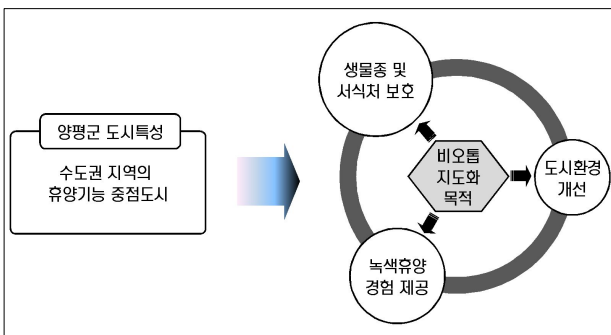 양평군 도시특성
수도권 지역의
휴양기능 중점도시
생물종 및
서식처 보호
비오톱
지도화
목적
도시환경
개선
녹색휴양
경험 제공